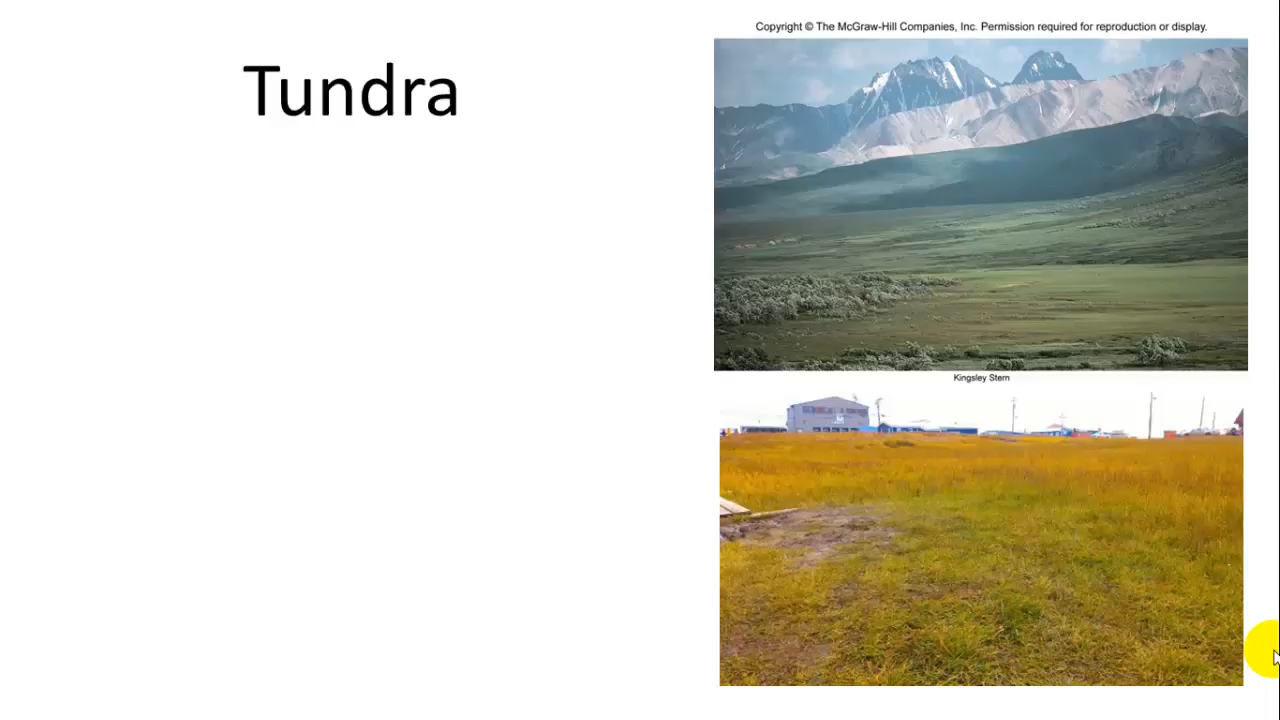 Copyright © The McGraw-Hill Companies, Inc. Permission required for reproduction or display.
Tundra
Kingsley Stern